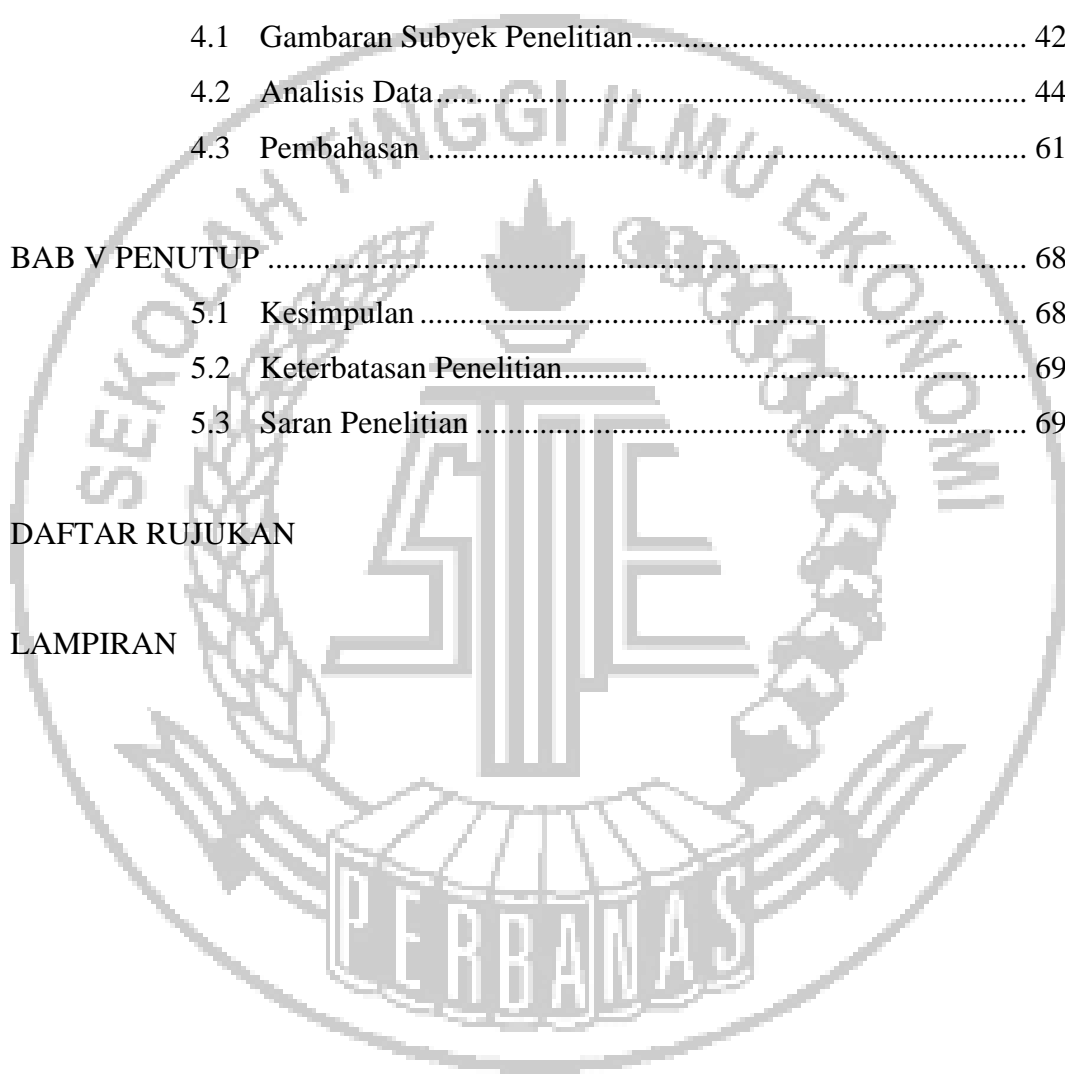 4.1 Gambaran Subyek Penelitian.............................................. 42
4.2 Analisis Data........................................................................ 44
4.3 Pembahasan ........................................................................ 61
BAB V PENUTUP ............................................................................................ 68
5.1 Kesimpulan ......................................................................... 68
5.2 Keterbatasan Penelitian....................................................... 69
5.3 Saran Penelitian .................................................................. 69
DAFTAR RUJUKAN
LAMPIRAN
SEKOLAH TINGGI ILMU EKONOMI
PERBANAS